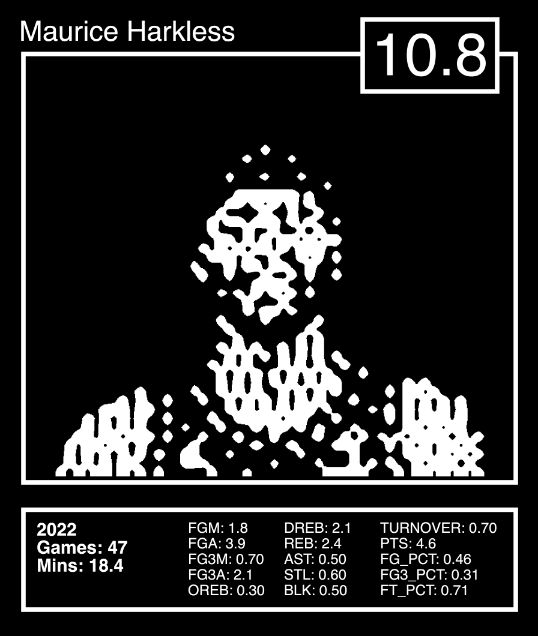 Maurice Harkless
10.8
2022
Games: 47
Mins: 18.4
FGM: 1.8
FGA: 3.9
FG3M: 0.70
FG3A: 2.1
OREB: 0.30
DREB: 2.1
REB: 2.4
AST: 0.50
STL: 0.60
BLK: 0.50
TURNOVER: 0.70
PTS: 4.6
FG_PCT: 0.46
FG3_PCT: 0.31
FT_PCT: 0.71